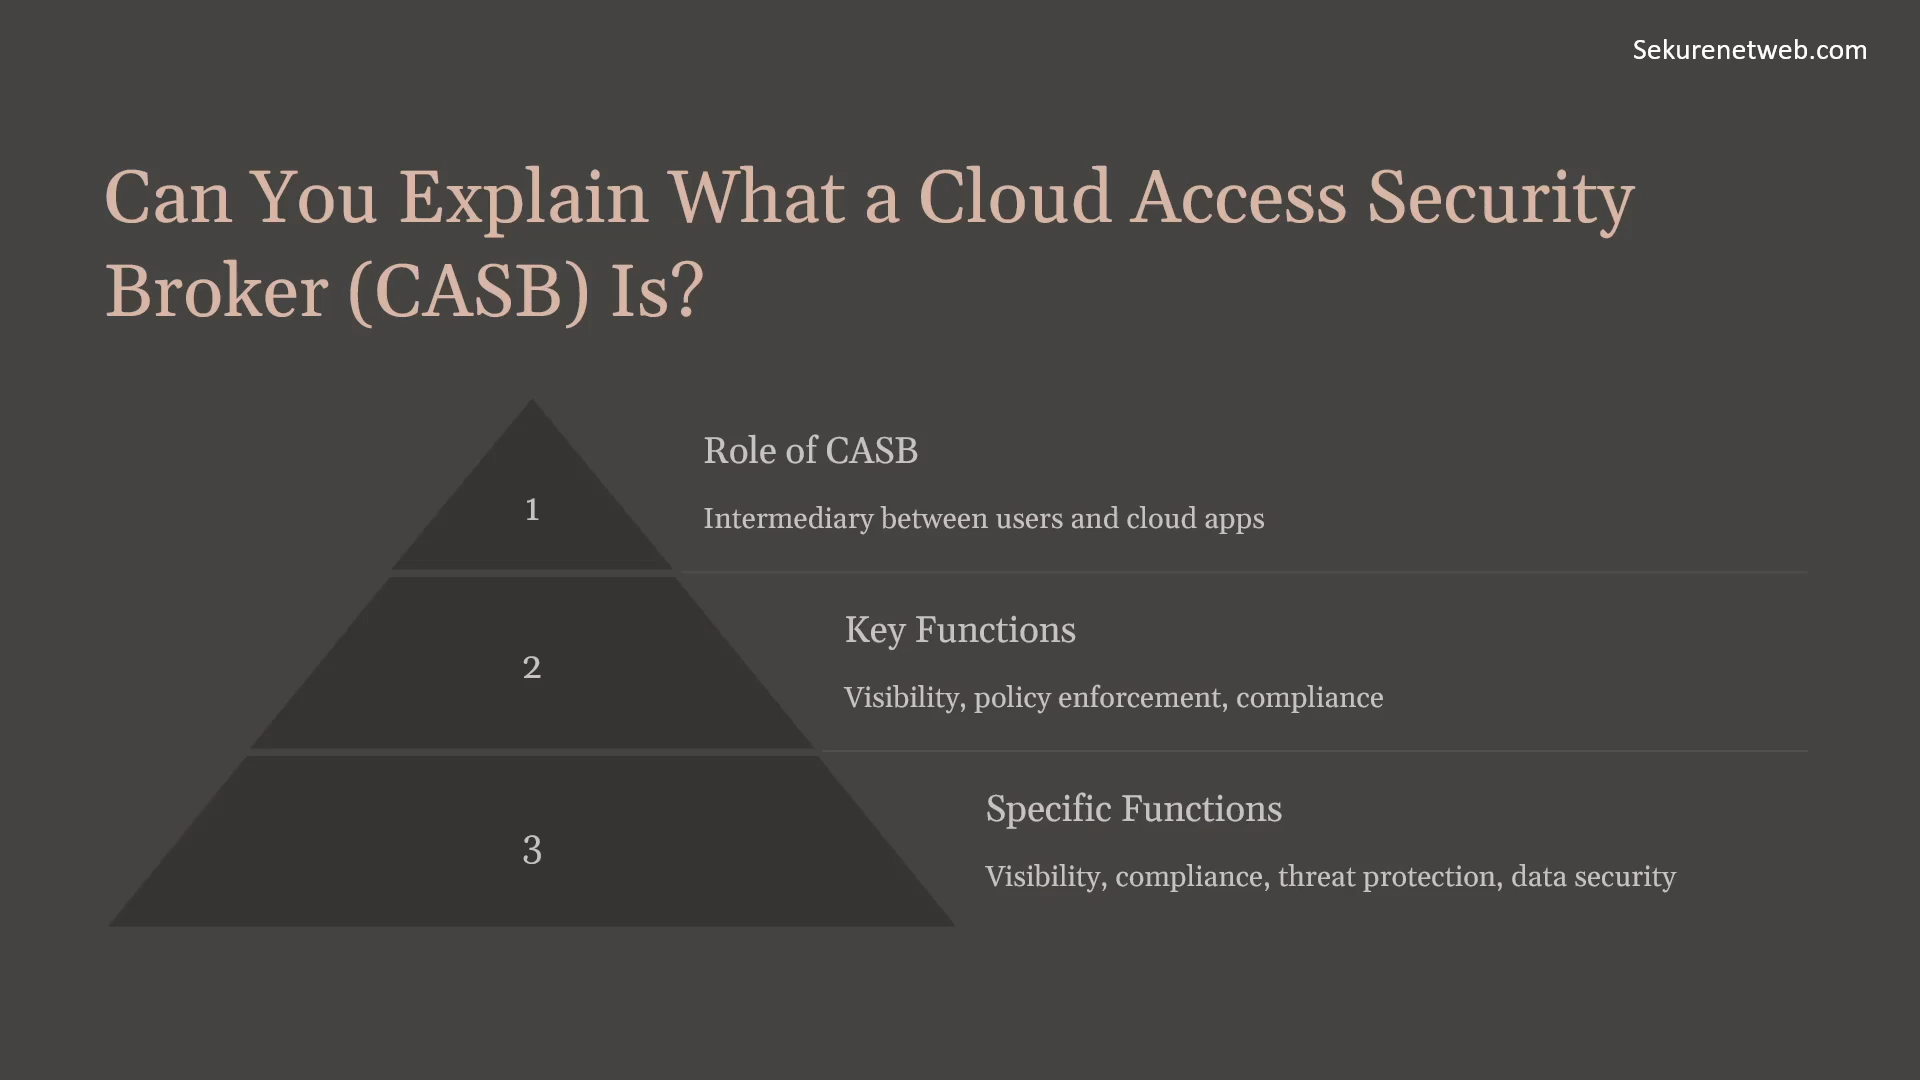 Sekurenetweb.com
Can You Explain What a Cloud Access Security
Broker (CASB) Is?
1
Role of CASB
Intermediary between users and cloud apps
2
Key Functions
Visibility, policy enforcement, compliance
3
Specific Functions
Visibility, compliance, threat protection, data security